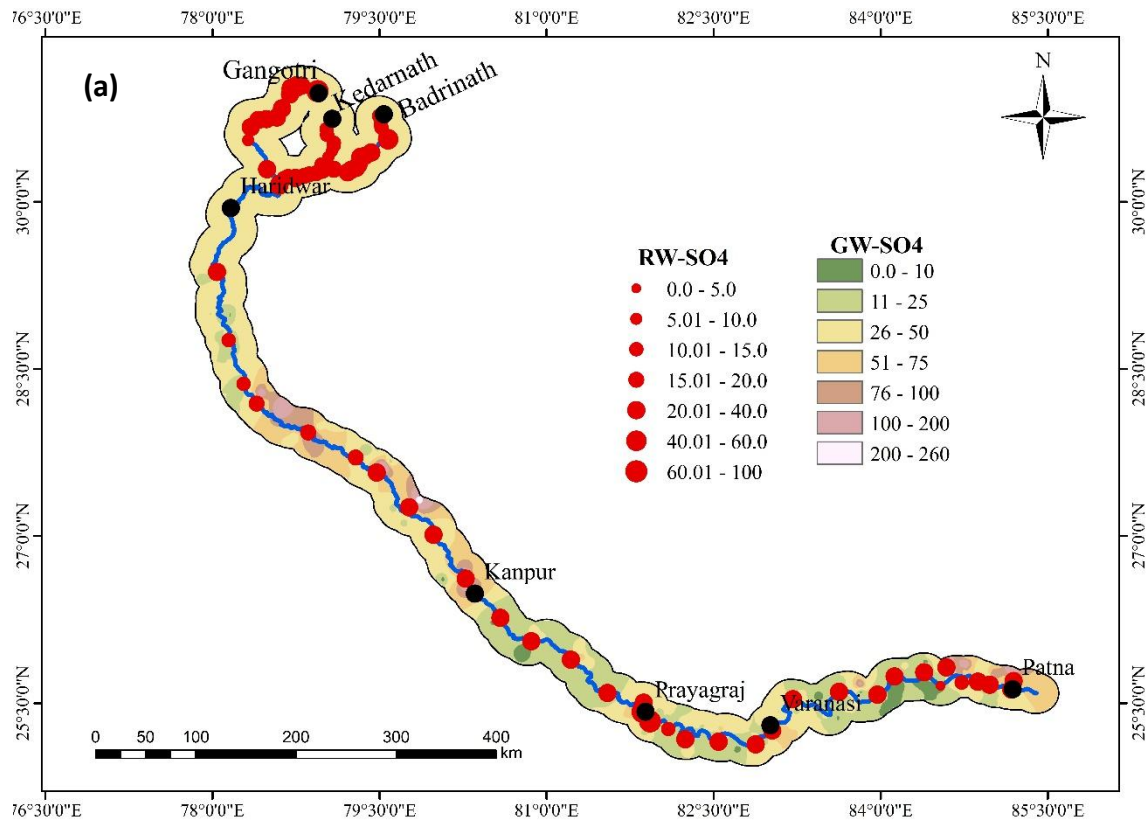 76°30'0"E 78°0'0"E 79°30'0"E 81°0'0"E 82°30'0"E 84°0'0"E 85°30'0"E
(a)
Gangotri
Kedarnath
Badrinath
N
Haridwar
30°0'0"N
30°0'0"N
RW-SO4
0.0 - 5.0
5.01 - 10.0
10.01 - 15.0
15.01 - 20.0
20.01 - 40.0
40.01 - 60.0
60.01 - 100
GW-SO4
0.0 - 10
11 - 25
26 - 50
51 - 75
76 - 100
100 - 200
200 - 260
28°30'0"N
28°30'0"N
27°0'0"N
27°0'0"N
Kanpur
Prayagraj
Varanasi
Patna
25°30'0"N
25°30'0"N
0 50 100 200 300 400
km
76°30'0"E 78°0'0"E 79°30'0"E 81°0'0"E 82°30'0"E 84°0'0"E 85°30'0"E